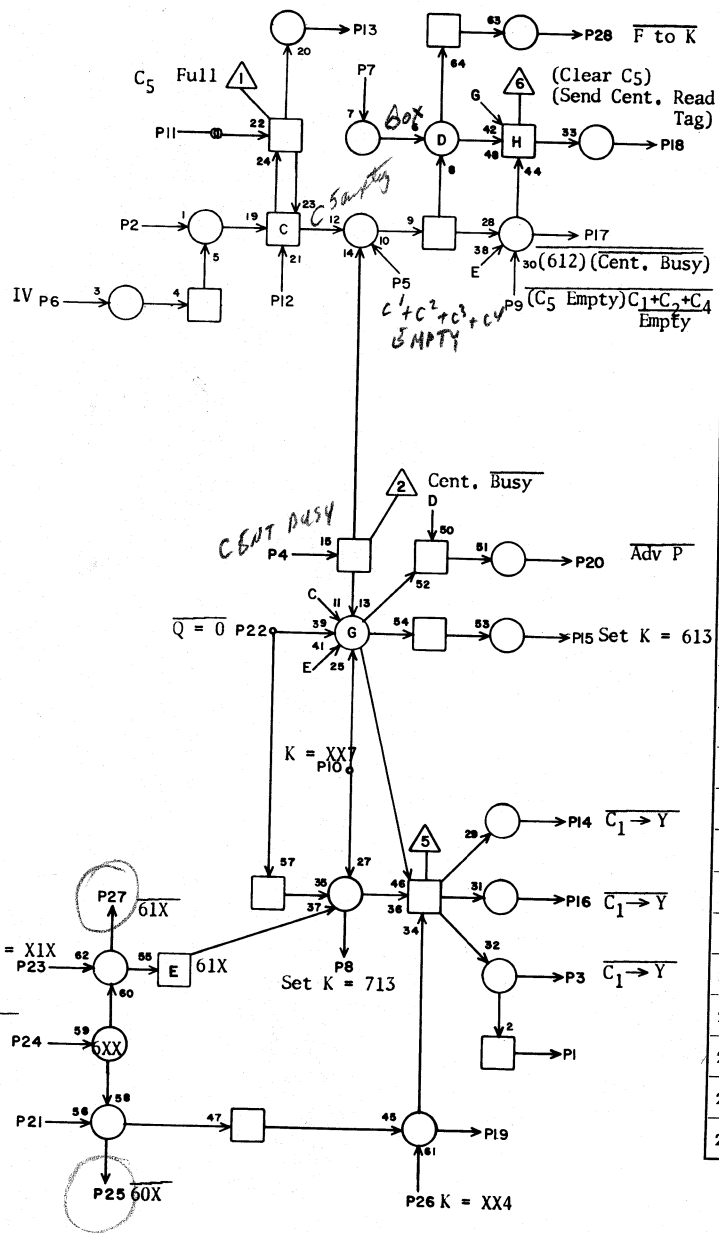 20 P13
63 P28 F to K
64
C5 Full 1
P7
6 (Clear C5)
G (Send Cent. Read
Tag)
7 Box 6 D 42 H 33
P11 22 48 P18
24 8 44
23 C5 empty
P2 1 19 C 12 9 28 P17
5 21 14 10 E 38
30 (612)(Cent. Busy)
IV P6 3 4
P12 P5 P9 (C5 Empty)C1+C2+C4
C1+C2+C3+C4 Empty
EMPTY
2 Cent. Busy
D
CENT BUSY 50
P4 15 51 P20 Adv P
52
C 11 13
Q = 0 P22 39 G 54 53 P15 Set K = 613
41 25
E
K = XX7
P10
5 29 P14 C1 → Y
57 27
35 46 31 P16 C1 → Y
P27 61X 37 36
34
= X1X 32
P23 62 55 E 61X P8 P3 C1 → Y
60 Set K = 713
2
P24 59 6XX P1
58
P21 56 47 45 P19
61
P25 60X
P26 K = XX4
2
2
2
2